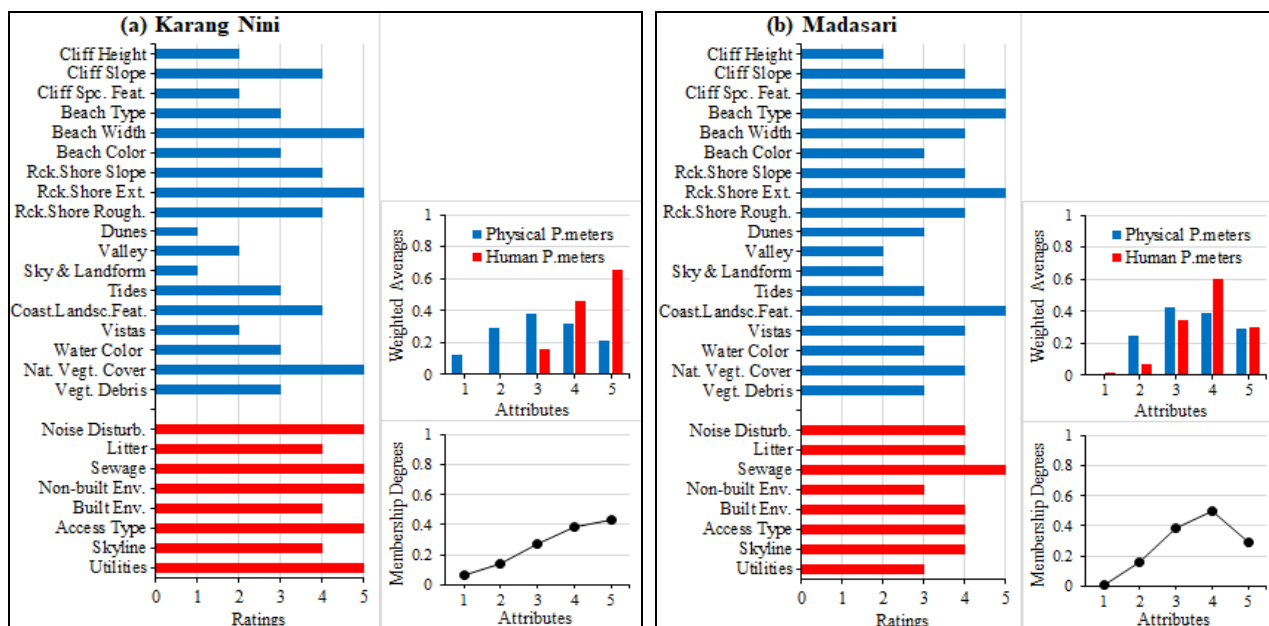 (a) Karang Nini
Cliff Height
Cliff Slope
Cliff Spc. Feat.
Beach Type
Beach Width
Beach Color
Rck.Shore Slope
Rck.Shore Ext.
Rck.Shore Rough.
Dunes
Valley
Sky & Landform
Tides
Coast.Landsc.Feat.
Vistas
Water Color
Nat. Vegt. Cover
Vegt. Debris
Noise Disturb.
Litter
Sewage
Non-built Env.
Built Env.
Access Type
Skyline
Utilities
0 1 2 3 4 5
Ratings
Weighted Averages
1
0.8
0.6
0.4
0.2
0
Physical P.meters
Human P.meters
1 2 3 4 5
Attributes
Membership Degrees
1
0.8
0.6
0.4
0.2
0
1 2 3 4 5
Attributes
(b) Madasari
Cliff Height
Cliff Slope
Cliff Spc. Feat.
Beach Type
Beach Width
Beach Color
Rck.Shore Slope
Rck.Shore Ext.
Rck.Shore Rough.
Dunes
Valley
Sky & Landform
Tides
Coast.Landsc.Feat.
Vistas
Water Color
Nat. Vegt. Cover
Vegt. Debris
Noise Disturb.
Litter
Sewage
Non-built Env.
Built Env.
Access Type
Skyline
Utilities
0 1 2 3 4 5
Ratings
Weighted Averages
1
0.8
0.6
0.4
0.2
0
Physical P.meters
Human P.meters
1 2 3 4 5
Attributes
Membership Degrees
1
0.8
0.6
0.4
0.2
0
1 2 3 4 5
Attributes